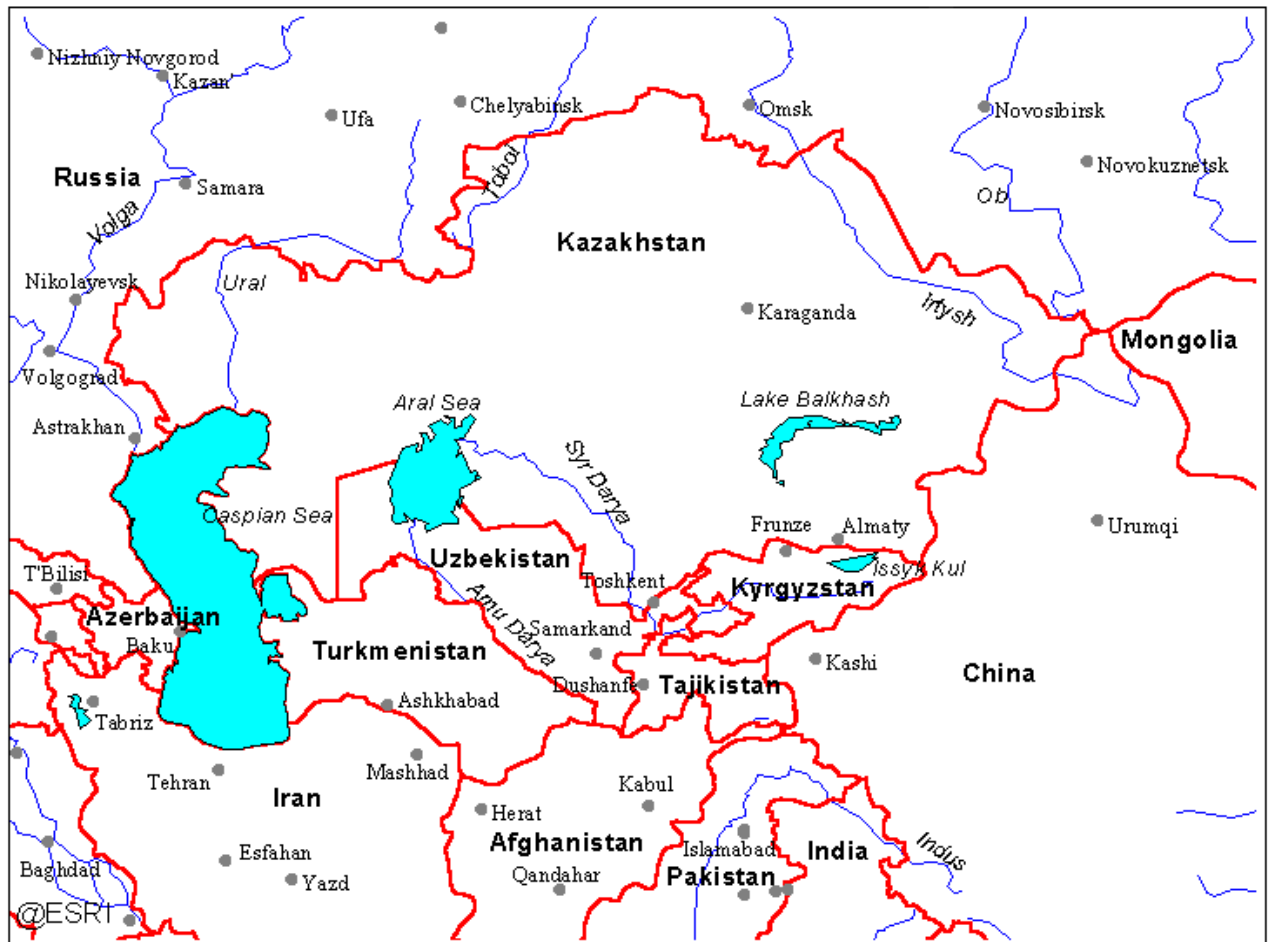 Nizhniy Novgorod
Kazan
Chelyabinsk
Omsk
Novosibirsk
Ufa
Novokuznetsk
Russia
Samara
Tobol
Ob
Volga
Kazakhstan
Nikolayevsk
Ural
Irtysh
Karaganda
Mongolia
Volgograd
Aral Sea
Lake Balkhash
Astrakhan
Syr Darya
Caspian Sea
Frunze
Almaty
Urumqi
Uzbekistan
Issyk Kul
T'Bilisi
Toshkent
Kyrgyzstan
Azerbaijan
Amu Darya
Samarkand
Baku
Turkmenistan
Kashi
China
Dushanfe
Tajikistan
Ashkhabad
Tabriz
Mashhad
Tehran
Kabul
Iran
Herat
Afghanistan
Islamabad
India
Indus
Esfahan
Baghdad
Yazd
Qandahar
Pakistan
@ESRI